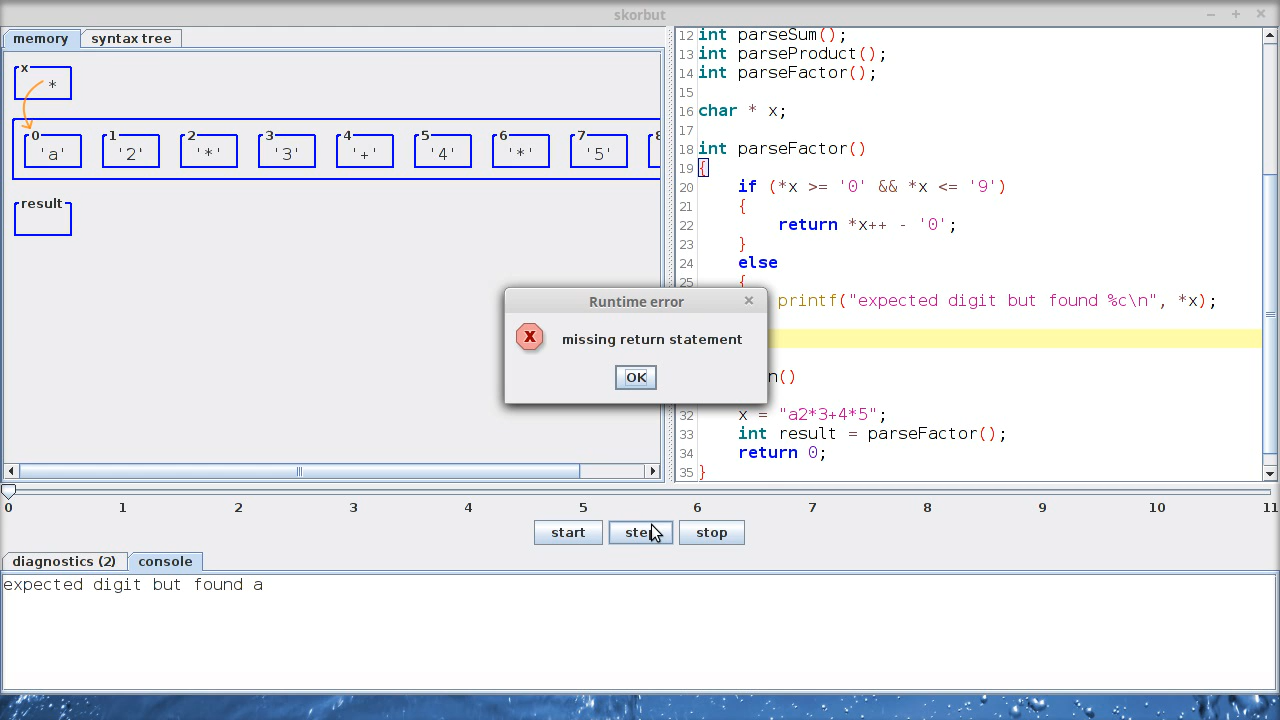 skorbut
memory
syntax tree
x
*
0 1 2 3 4 5 6 7 8
'a' '2' '*' '3' '+' '4' '*' '5'
result
12 int parseSum();
13 int parseProduct();
14 int parseFactor();
15
16 char * x;
17
18 int parseFactor()
19 {
20     if (*x >= '0' && *x <= '9')
21     {
22         return *x++ - '0';
23     }
24     else
25     {
printf("expected digit but found %c\n", *x);
n()
32     x = "a2*3+4*5";
33     int result = parseFactor();
34     return 0;
35 }
Runtime error
X
missing return statement
OK
0 1 2 3 4 5 6 7 8 9 10 11
start step stop
diagnostics (2)
console
expected digit but found a